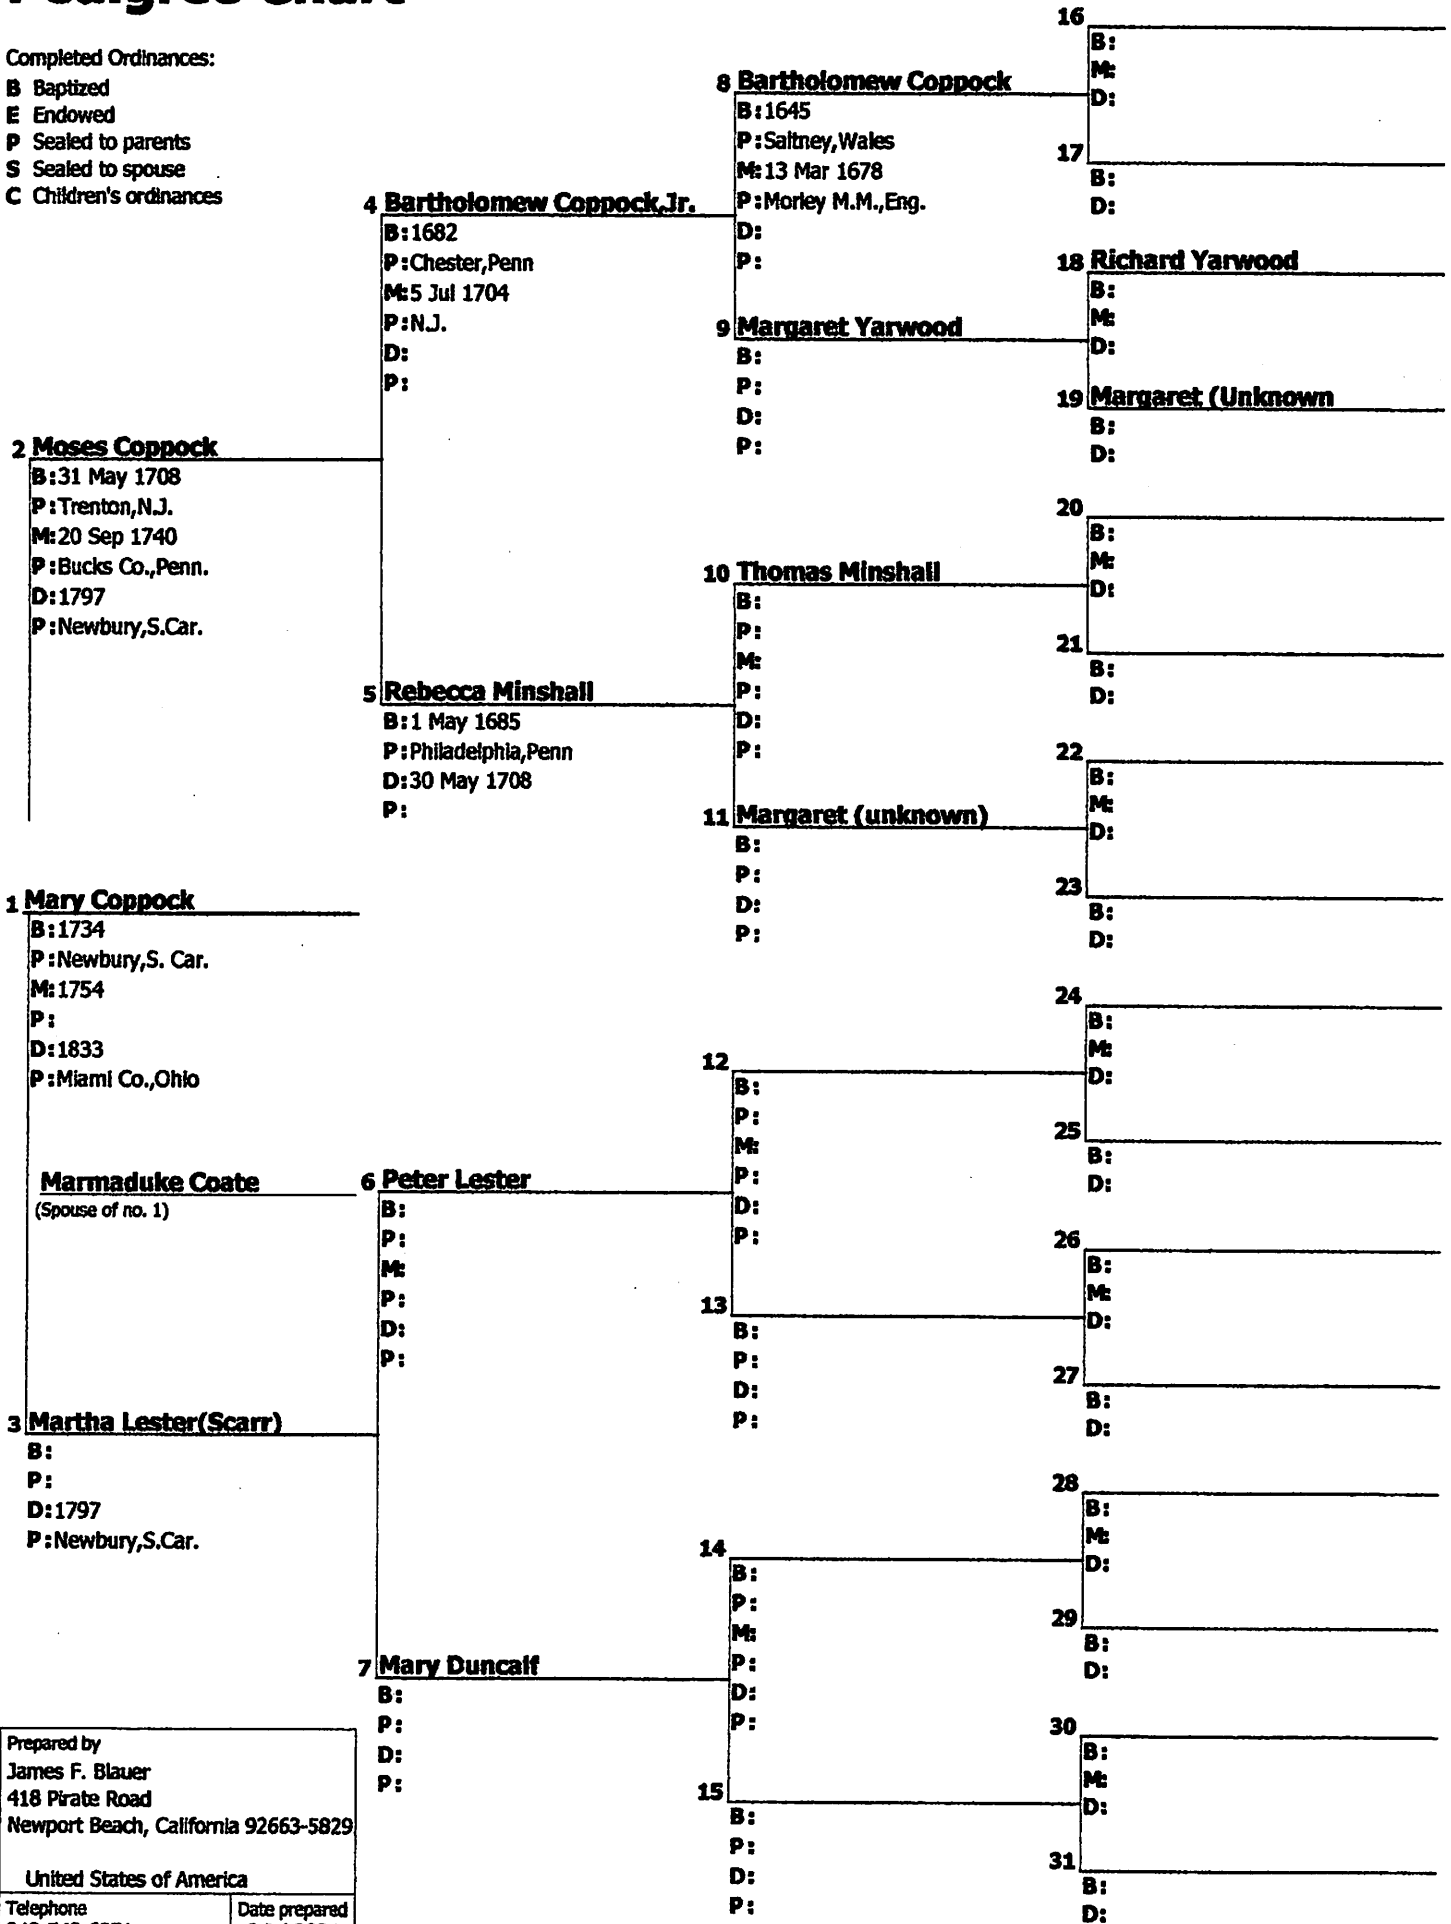 Pedigree Chart
Completed Ordinances:
B Baptized
E Endowed
P Sealed to parents
S Sealed to spouse
C Children's ordinances
2 Moses Coppock
B:31 May 1708
P:Trenton,N.J.
M:20 Sep 1740
P:Bucks Co.,Penn.
D:1797
P:Newbury,S.Car.
1 Mary Coppock
B:1734
P:Newbury,S. Car.
M:1754
P:
D:1833
P:Miami Co.,Ohio
Marmaduke Coate
(Spouse of no. 1)
3 Martha Lester(Scarr)
B:
P:
D:1797
P:Newbury,S.Car.
Prepared by
James F. Blauer
418 Pirate Road
Newport Beach, California 92663-5829
United States of America
Telephone
Date prepared
4 Bartholomew Coppock,Jr.
B:1682
P:Chester,Penn
M:5 Jul 1704
P:N.J.
D:
P:
5 Rebecca Minshall
B:1 May 1685
P:Philadelphia,Penn
D:30 May 1708
P:
6 Peter Lester
B:
P:
M:
P:
D:
P:
7 Mary Duncalf
B:
P:
D:
P:
8 Bartholomew Coppock
B:1645
P:Saltney,Wales
M:13 Mar 1678
P:Morley M.M.,Eng.
D:
P:
9 Margaret Yarwood
B:
P:
D:
P:
10 Thomas Minshall
B:
P:
M:
P:
D:
P:
11 Margaret (unknown)
B:
P:
D:
P:
12
B:
P:
M:
P:
D:
P:
13
B:
P:
D:
P:
14
B:
P:
M:
P:
D:
P:
15
B:
P:
D:
P:
16
B:
M:
D:
17
B:
D:
18 Richard Yarwood
B:
M:
D:
19 Margaret (Unknown
B:
D:
20
B:
M:
D:
21
B:
D:
22
B:
M:
D:
23
B:
D:
24
B:
M:
D:
25
B:
D:
26
B:
M:
D:
27
B:
D:
28
B:
M:
D:
29
B:
D:
30
B:
M:
D:
31
B:
D: